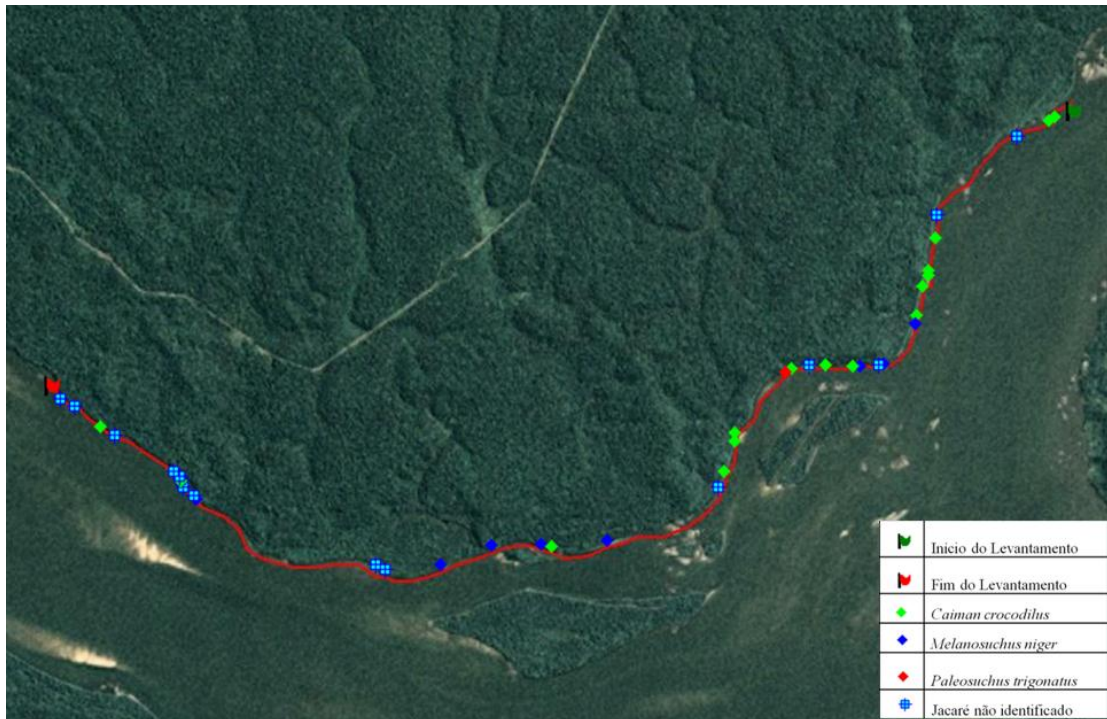 Inicio do Levantamento
Fim do Levantamento
Caiman crocodilus
Melanosuchus niger
Paleosuchus trigonatus
Jacaré não identificado